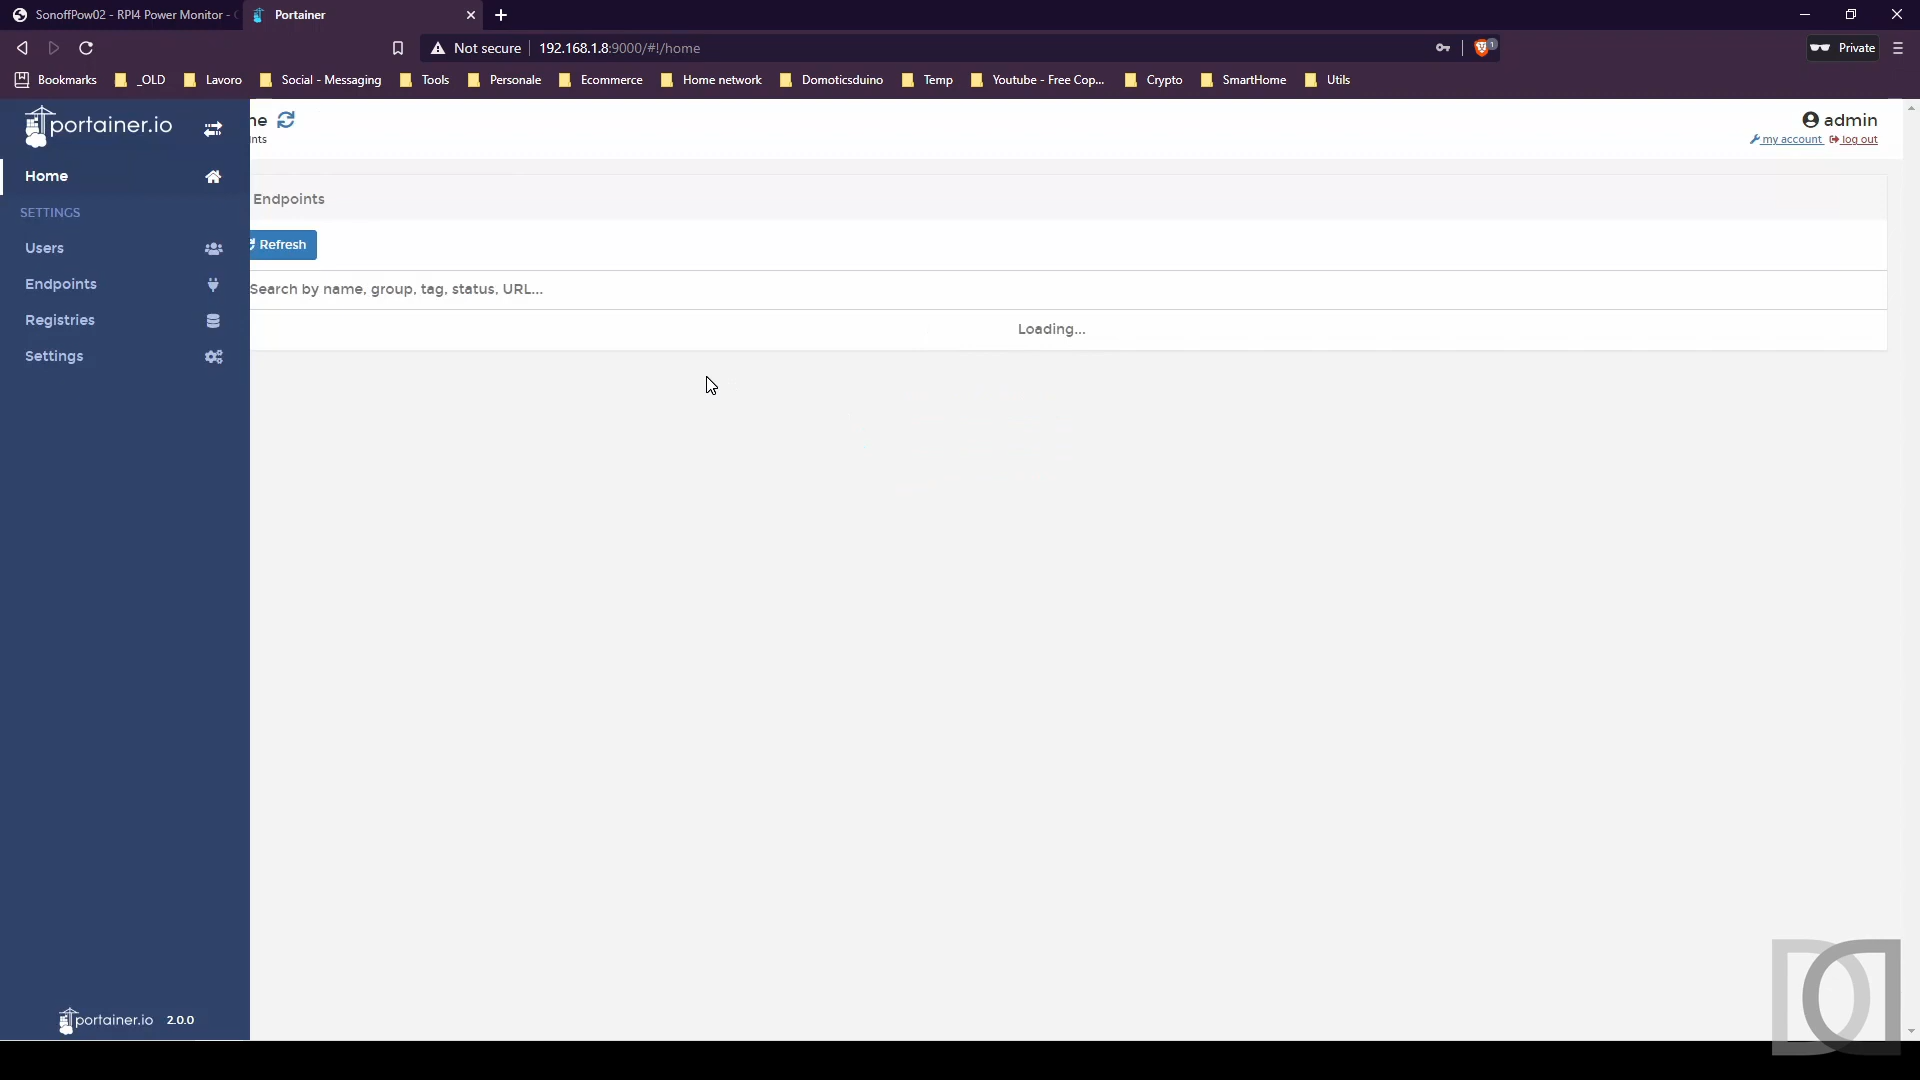 SonoffPow02 - RPI4 Power Monitor -
Portainer
Not secure
192.168.1.8:9000/#!/home
1
Private
Bookmarks
_OLD
Lavoro
Social - Messaging
Tools
Personale
Ecommerce
Home network
Domoticsduino
Temp
Youtube - Free Cop...
Crypto
SmartHome
Utils
portainer.io
ne
nts
admin
my account
log out
Home
SETTINGS
Users
Endpoints
Registries
Settings
Endpoints
Refresh
Search by name, group, tag, status, URL...
Loading...
portainer.io 2.0.0
DD